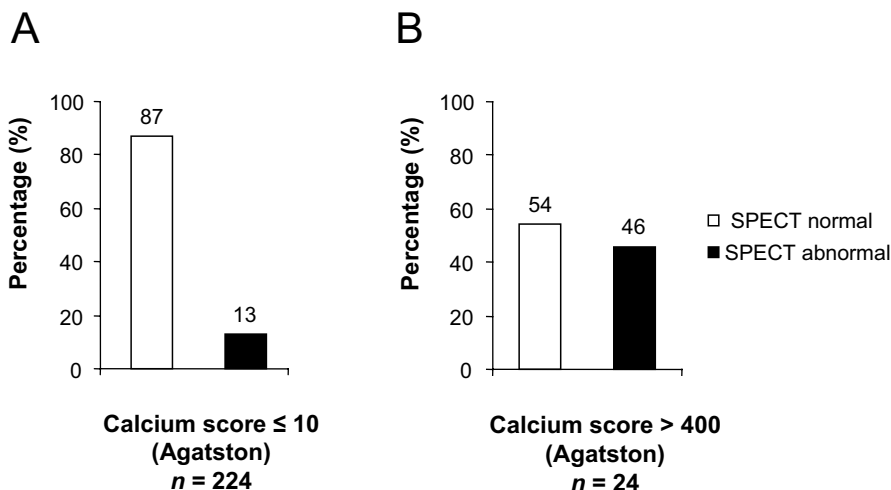 A
Percentage (%)
100
80
60
40
20
0
87
13
Calcium score ≤ 10
(Agatston)
n = 224
B
Percentage (%)
100
80
60
40
20
0
54
46
Calcium score > 400
(Agatston)
n = 24
SPECT normal
SPECT abnormal